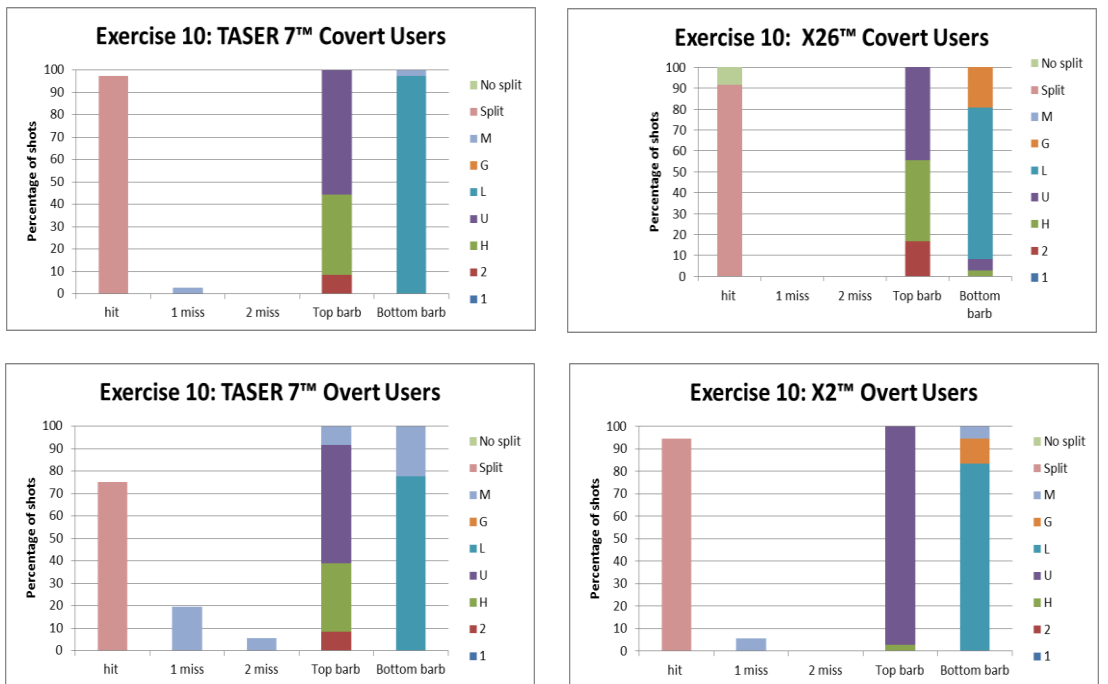 Exercise 10: TASER 7™ Covert Users
Percentage of shots
100
90
80
70
60
50
40
30
20
10
0
hit 1 miss 2 miss Top barb Bottom barb
No split
Split
M
G
L
U
H
2
1
Exercise 10: X26™ Covert Users
Percentage of shots
100
90
80
70
60
50
40
30
20
10
0
hit 1 miss 2 miss Top barb Bottom
barb
No split
Split
M
G
L
U
H
2
1
Exercise 10: TASER 7™ Overt Users
Percentage of shots
100
90
80
70
60
50
40
30
20
10
0
hit 1 miss 2 miss Top barb Bottom barb
No split
Split
M
G
L
U
H
2
1
Exercise 10: X2™ Overt Users
Percentage of shots
100
90
80
70
60
50
40
30
20
10
0
hit 1 miss 2 miss Top barb Bottom barb
No split
Split
M
G
L
U
H
2
1